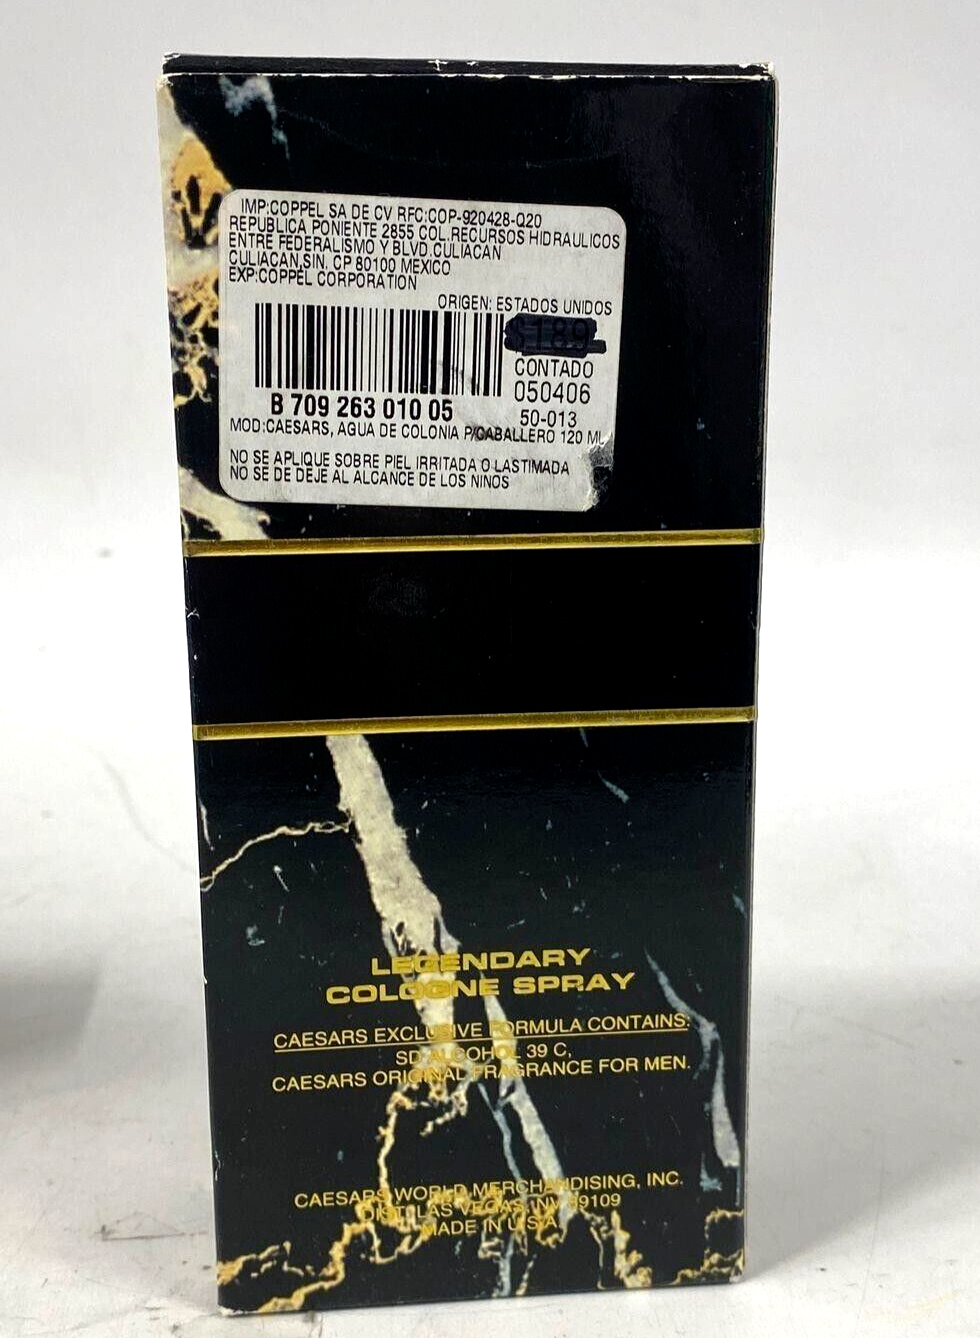 IMP:COPPEL SA DE CV RFC:COP-920428-Q20
REPUBLICA PONIENTE 2855 COL.RECURSOS HIDRAULICOS
ENTRE FEDERALISMO Y BLVD.CULIACAN
CULIACAN,SIN. CP 80100 MEXICO
EXP:COPPEL CORPORATION
ORIGEN: ESTADOS UNIDOS
$189
CONTADO
050406
B 709 263 010 05
50-013
MOD:CAESARS, AGUA DE COLONIA P/CABALLERO 120 ML
NO SE APLIQUE SOBRE PIEL IRRITADA O LASTIMADA
NO SE DE DEJE AL ALCANCE DE LOS NINOS
LEGENDARY
COLOGNE SPRAY
CAESARS EXCLUSIVE FORMULA CONTAINS:
SD ALCOHOL 39 C,
CAESARS ORIGINAL FRAGRANCE FOR MEN.
CAESARS WORLD MERCHANDISING, INC.
DIST. LAS VEGAS, NV 89109
MADE IN U.S.A.